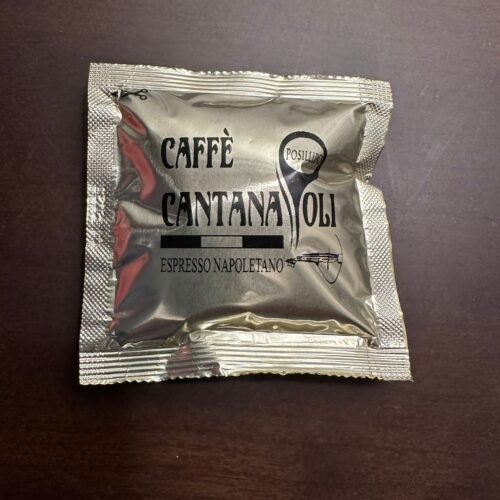 CAFFÈ
POSILLIPO
CANTANAPOLI
ESPRESSO NAPOLETANO